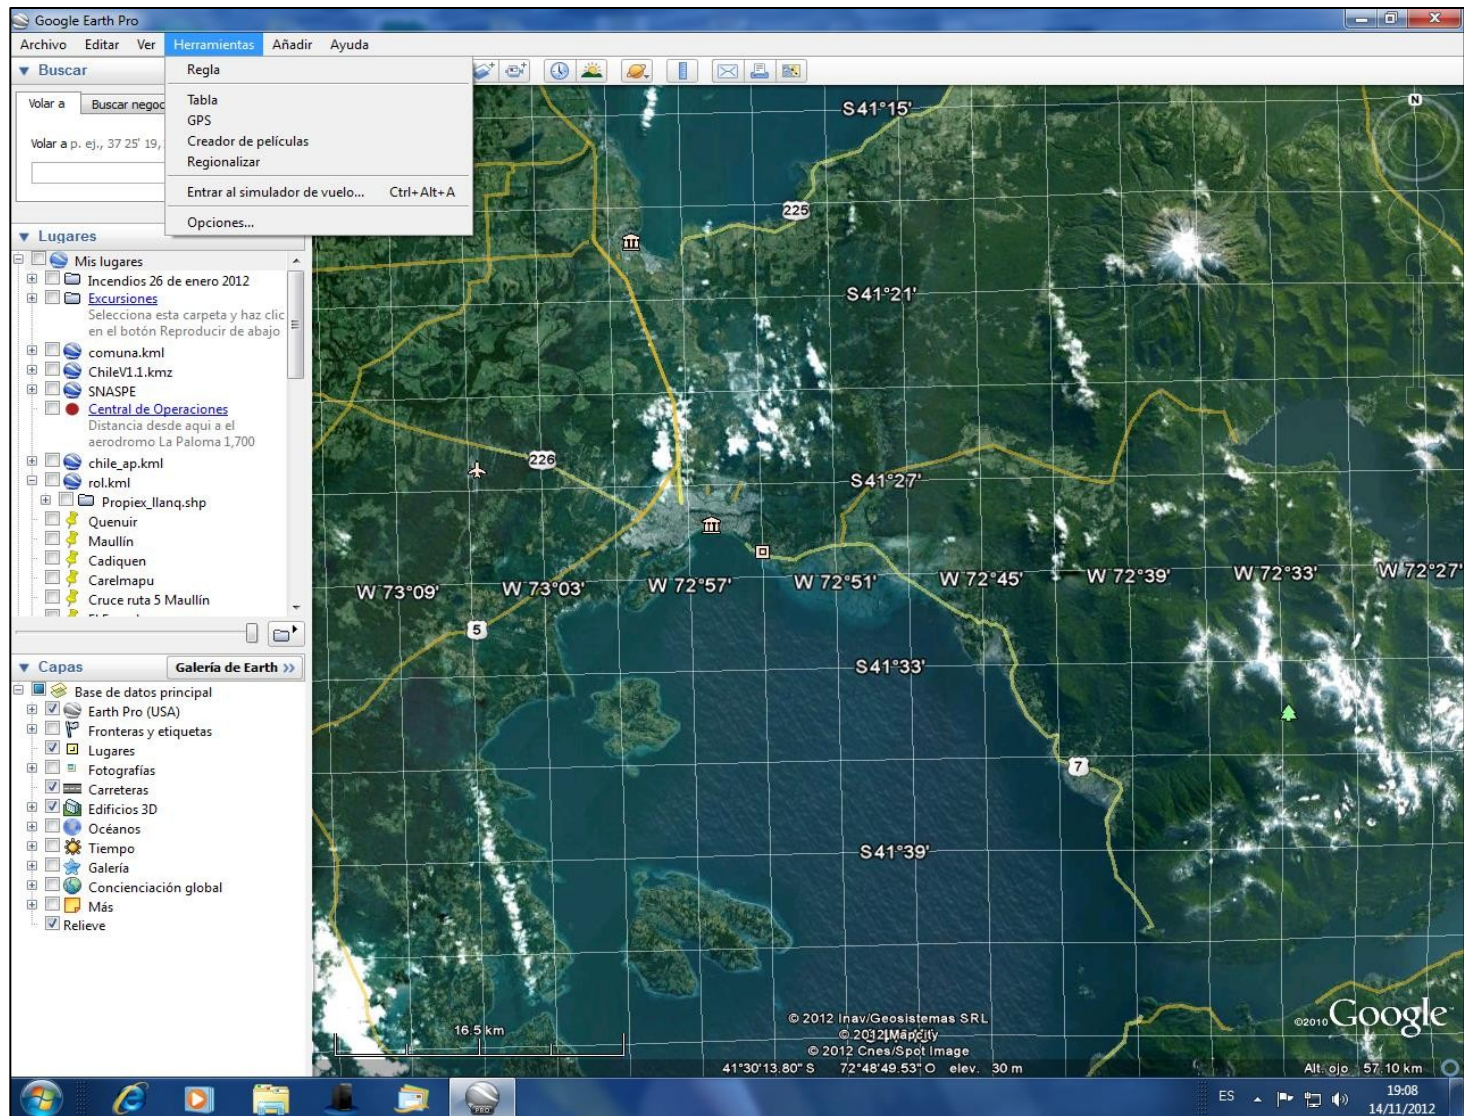 Google Earth Pro
Archivo Editar Ver Herramientas Añadir Ayuda
Buscar
Regla
Tabla
GPS
Creador de películas
Regionalizar
Entrar al simulador de vuelo... Ctrl+Alt+A
Opciones...
Volar a Buscar negoc
Volar a p. ej., 37 25' 19,
Lugares
Mis lugares
Incendios 26 de enero 2012
Excursiones
Selecciona esta carpeta y haz clic
en el botón Reproducir de abajo
comuna.kml
ChileV1.1.kmz
SNASPE
Central de Operaciones
Distancia desde aqui a el
aerodromo La Paloma 1,700
chile_ap.kml
rol.kml
Propiex_llanq.shp
Quenuir
Maullín
Cadiquen
Carelmapu
Cruce ruta 5 Maullín
Capas Galería de Earth >>
Base de datos principal
Earth Pro (USA)
Fronteras y etiquetas
Lugares
Fotografías
Carreteras
Edificios 3D
Océanos
Tiempo
Galería
Concienciación global
Más
Relieve
N
S41°15'
225
S41°21'
226
S41°27'
W 73°09' W 73°03' W 72°57' W 72°51' W 72°45' W 72°39' W 72°33' W 72°27'
5
S41°33'
7
S41°39'
16.5 km
© 2012 Inav/Geosistemas SRL
© 2012 Mapcity
© 2012 Cnes/Spot Image
©2010 Google
41°30'13.80" S 72°48'49.53" O elev. 30 m Alt. ojo 57.10 km
PRO
ES
19:08
14/11/2012